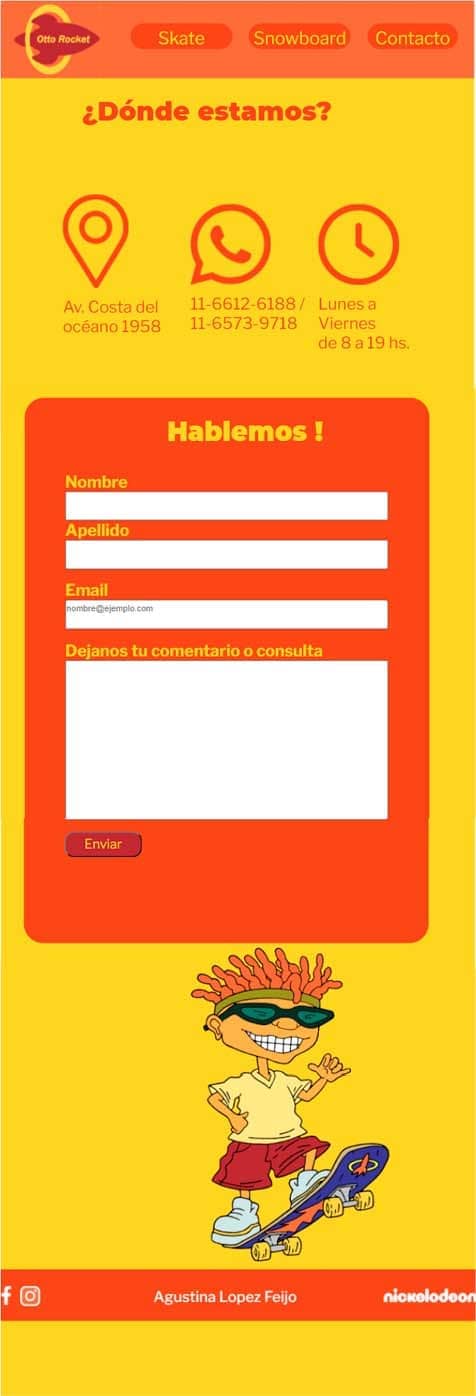 Otto Rocket
Skate
Snowboard
Contacto
¿Dónde estamos?
Av. Costa del
océano 1958
11-6612-6188 /
11-6573-9718
Lunes a
Viernes
de 8 a 19 hs.
Hablemos !
Nombre
Apellido
Email
nombre@ejemplo.com
Dejanos tu comentario o consulta
Enviar
Agustina Lopez Feijo
nickelodeon